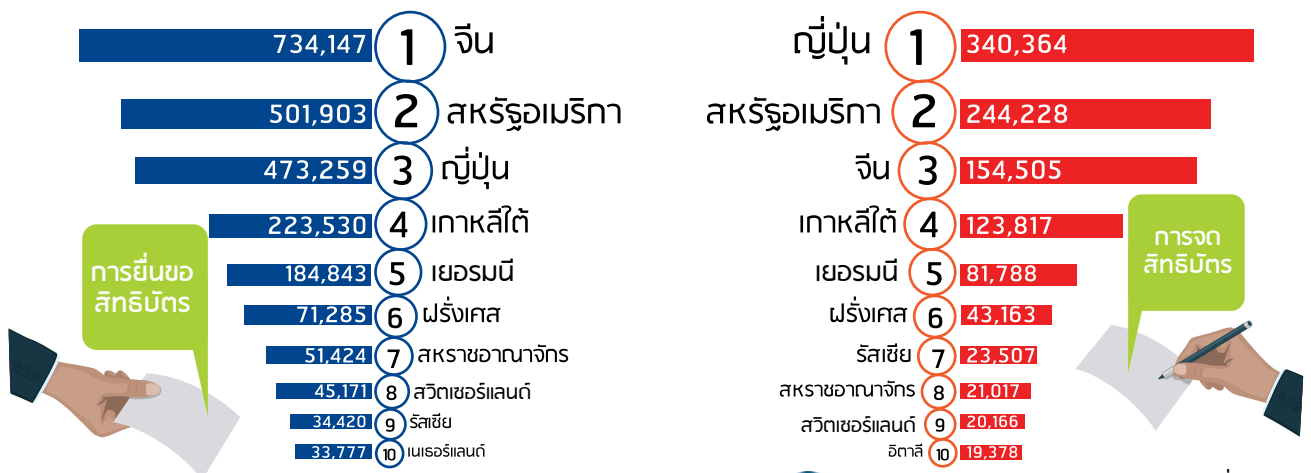 734,147 1 จีน
501,903 2 สหรัฐอเมริกา
473,259 3 ญี่ปุ่น
223,530 4 เกาหลีใต้
184,843 5 เยอรมนี
71,285 6 ฝรั่งเศส
51,424 7 สหราชอาณาจักร
45,171 8 สวิตเซอร์แลนด์
34,420 9 รัสเซีย
33,777 10 เนเธอร์แลนด์
การยื่นขอ
สิทธิบัตร
ญี่ปุ่น 1 340,364
สหรัฐอเมริกา 2 244,228
จีน 3 154,505
เกาหลีใต้ 4 123,817
เยอรมนี 5 81,788
ฝรั่งเศส 6 43,163
รัสเซีย 7 23,507
สหราชอาณาจักร 8 21,017
สวิตเซอร์แลนด์ 9 20,166
อิตาลี 10 19,378
การจด
สิทธิบัตร